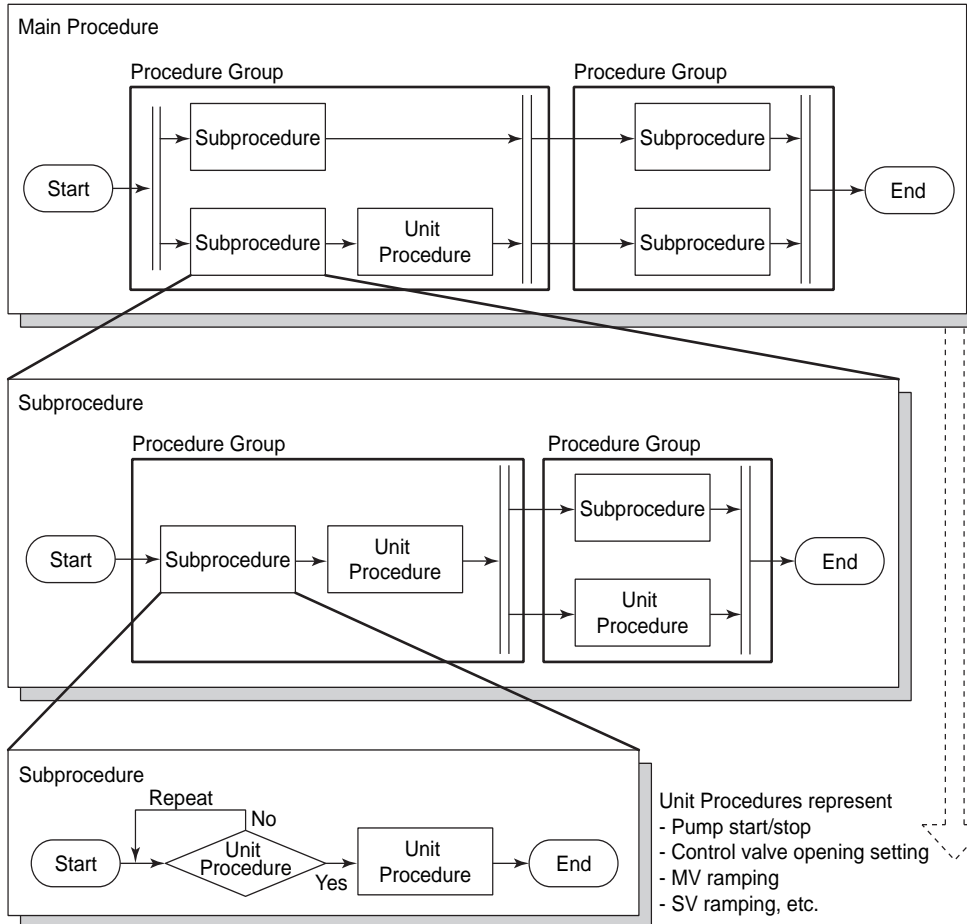 Main Procedure
Procedure Group
Procedure Group
Subprocedure
Subprocedure
Start
End
Subprocedure
Unit
Procedure
Subprocedure
Subprocedure
Procedure Group
Procedure Group
Subprocedure
Start
Subprocedure
Unit
Procedure
End
Unit
Procedure
Subprocedure
Repeat
No
Start
Unit
Procedure
Yes
Unit
Procedure
End
Unit Procedures represent
- Pump start/stop
- Control valve opening setting
- MV ramping
- SV ramping, etc.